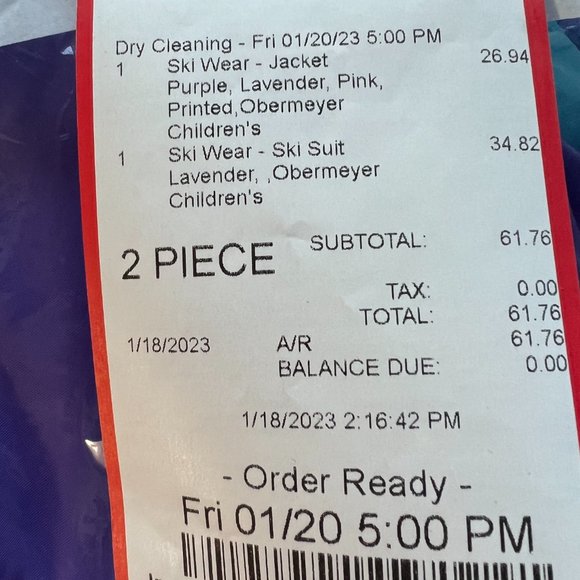 Dry Cleaning - Fri 01/20/23 5:00 PM
1 Ski Wear - Jacket 26.94
Purple, Lavender, Pink,
Printed,Obermeyer
Children's
1 Ski Wear - Ski Suit 34.82
Lavender, ,Obermeyer
Children's
2 PIECE SUBTOTAL: 61.76
TAX: 0.00
TOTAL: 61.76
1/18/2023 A/R 61.76
BALANCE DUE: 0.00
1/18/2023 2:16:42 PM
- Order Ready -
Fri 01/20 5:00 PM